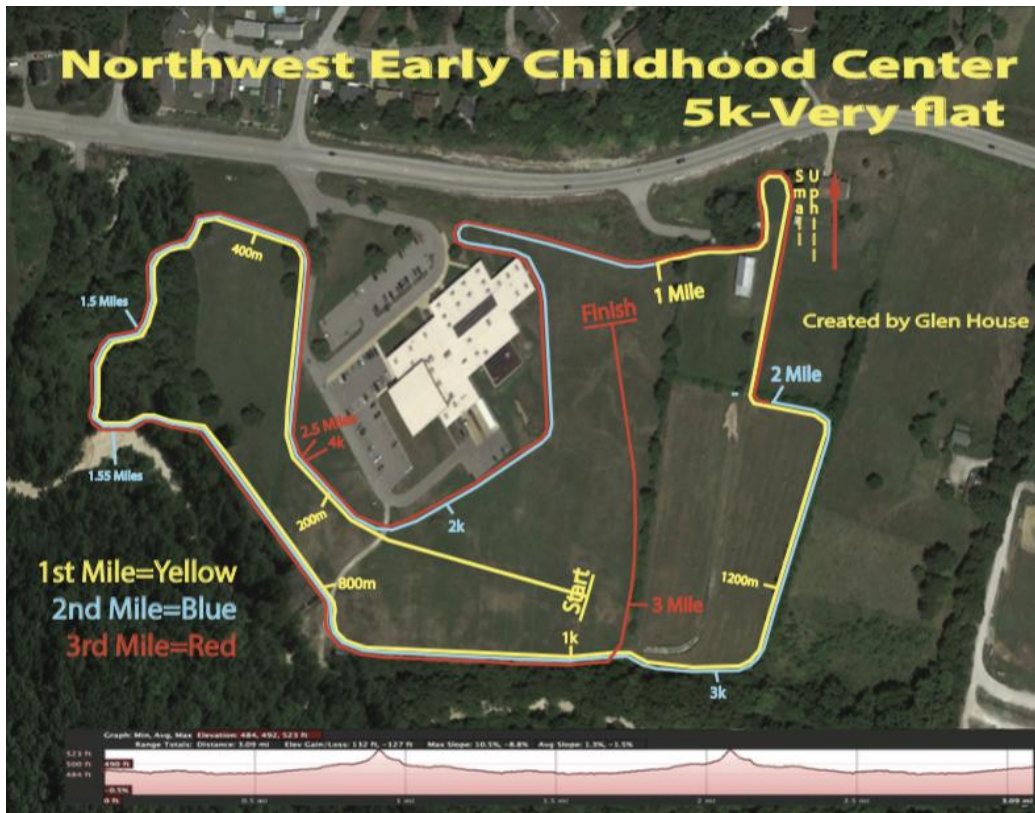 Northwest Early Childhood Center
5k-Very flat
Small
Uphill
400m
1.5 Miles
1 Mile
Finish
Created by Glen House
2 Mile
2.5 Miles
4k
1.55 Miles
200m
2k
1st Mile=Yellow
2nd Mile=Blue
3rd Mile=Red
800m
Start
1200m
3 Mile
1k
3k
Graph: Min, Avg, Max Elevation: 484, 492, 523 ft
Range Totals: Distance: 3.09 mi Elev Gain/Loss: 132 ft, -127 ft Max Slope: 10.5%, -8.8% Avg Slope: 1.3%, -1.5%
523 ft
500 ft 490 ft
484 ft
-0.5%
0 ft 0.5 mi 1 mi 1.5 mi 2 mi 2.5 mi 3.09 mi